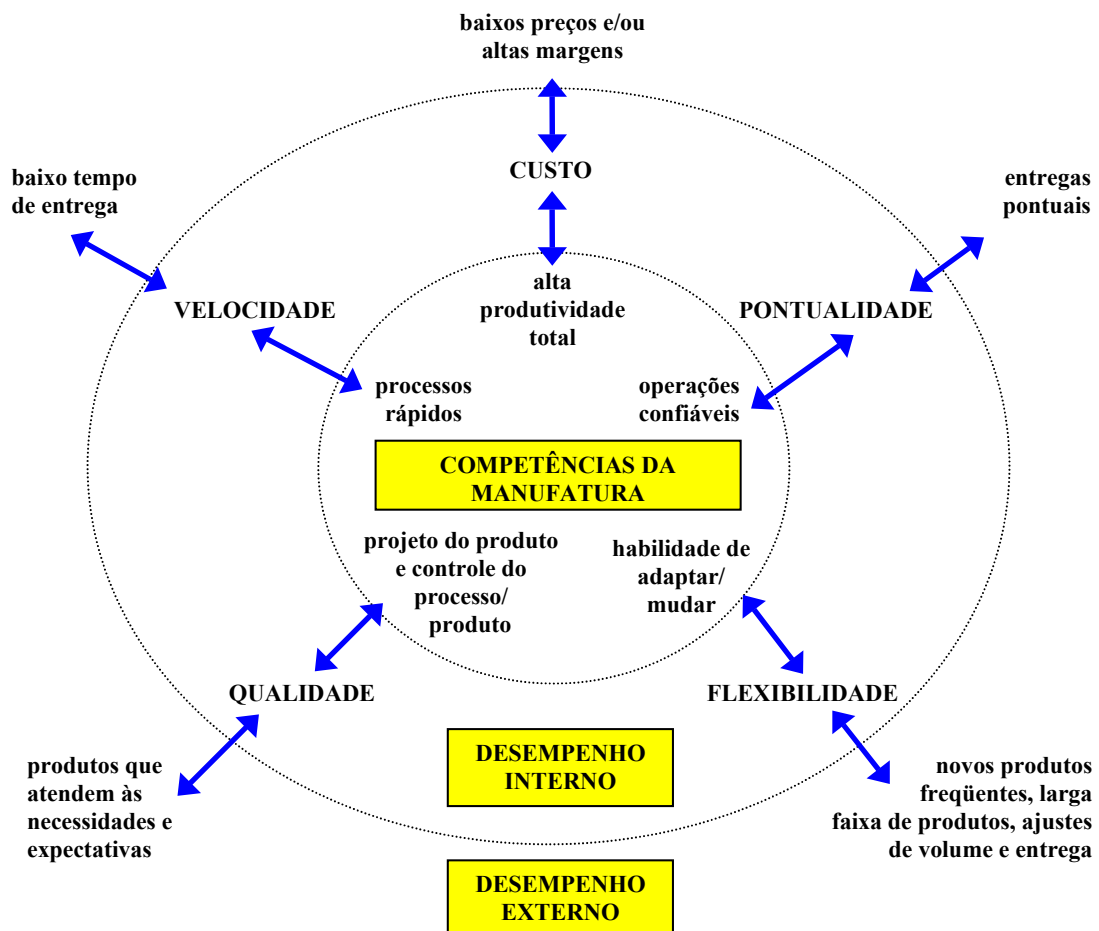 baixos preços e/ou
altas margens
CUSTO
baixo tempo
de entrega
entregas
pontuais
alta
produtividade
total
VELOCIDADE
PONTUALIDADE
processos
rápidos
operações
confiáveis
COMPETÊNCIAS DA
MANUFATURA
projeto do produto
e controle do
processo/
produto
habilidade de
adaptar/
mudar
QUALIDADE
FLEXIBILIDADE
DESEMPENHO
INTERNO
produtos que
atendem às
necessidades e
expectativas
novos produtos
freqüentes, larga
faixa de produtos, ajustes
de volume e entrega
DESEMPENHO
EXTERNO